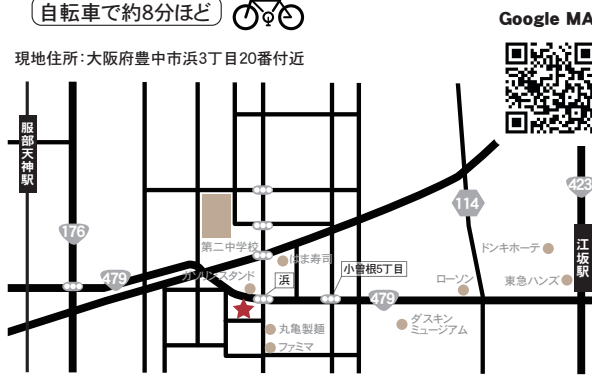 自転車で約8分ほど
Google MA
現地住所：大阪府豊中市浜3丁目20番付近
服部天神駅
176
479
第二中学校
ガソリンスタンド
はま寿司
浜
小曽根5丁目
479
丸亀製麺
ファミマ
114
ローソン
ダスキン
ミュージアム
ドンキホーテ
東急ハンズ
423
江坂駅